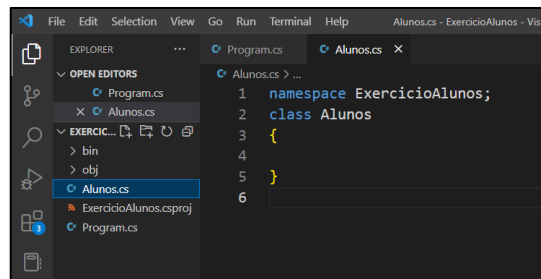 File Edit Selection View Go Run Terminal Help Alunos.cs - ExercicioAlunos - Vis
EXPLORER ...
OPEN EDITORS
C# Program.cs
C# Alunos.cs
EXERCIC...
bin
obj
C# Alunos.cs
ExercicioAlunos.csproj
C# Program.cs
3
C# Program.cs C# Alunos.cs
C# Alunos.cs > ...
1 namespace ExercicioAlunos;
2 class Alunos
3 {
4
5 }
6